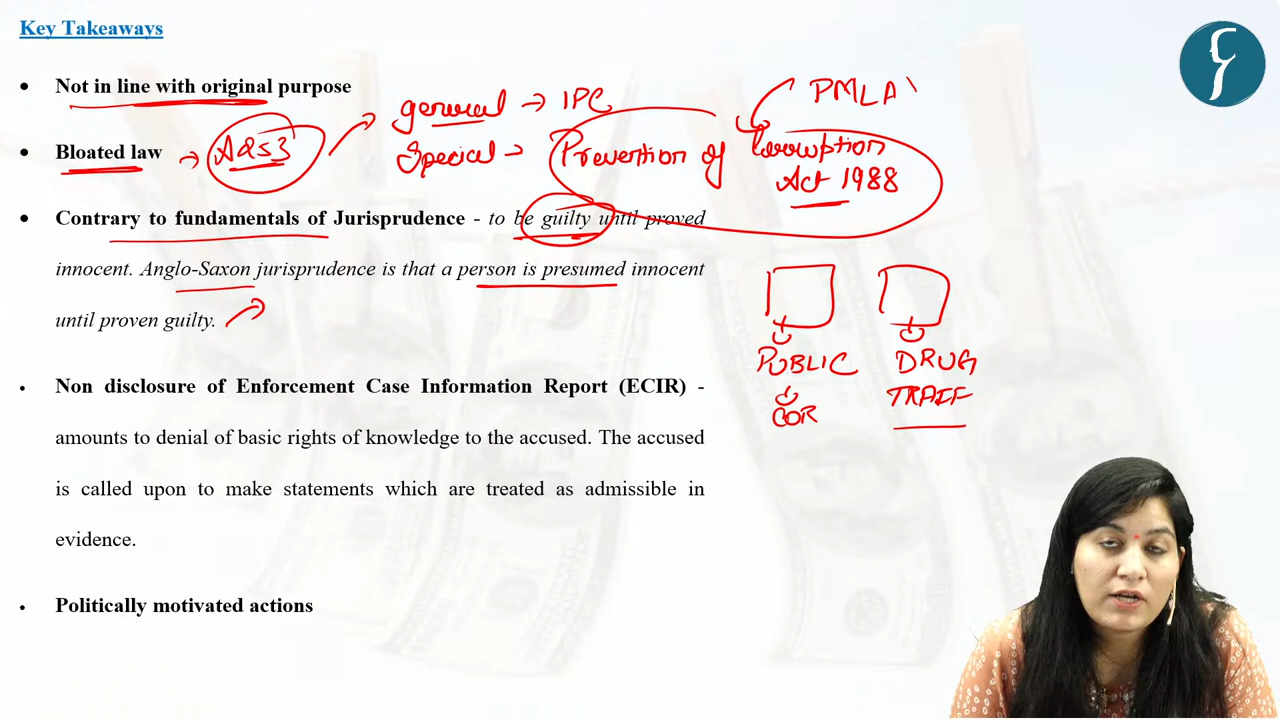 Key Takeaways
• Not in line with original purpose
PMLA
general → IPC
• Bloated law → A253
Special → Prevention of Corruption
Act 1988
• Contrary to fundamentals of Jurisprudence - to be guilty until proved
innocent. Anglo-Saxon jurisprudence is that a person is presumed innocent
until proven guilty.
PUBLIC
COR
DRUG
TRAIF
• Non disclosure of Enforcement Case Information Report (ECIR) -
amounts to denial of basic rights of knowledge to the accused. The accused
is called upon to make statements which are treated as admissible in
evidence.
• Politically motivated actions